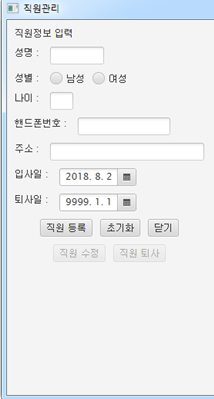 직원관리
직원정보 입력
성명 :
성별 : 남성 여성
나이 :
핸드폰번호 :
주소 :
입사일 : 2018. 8. 2
퇴사일 : 9999. 1. 1
직원 등록 초기화 닫기
직원 수정 직원 퇴사